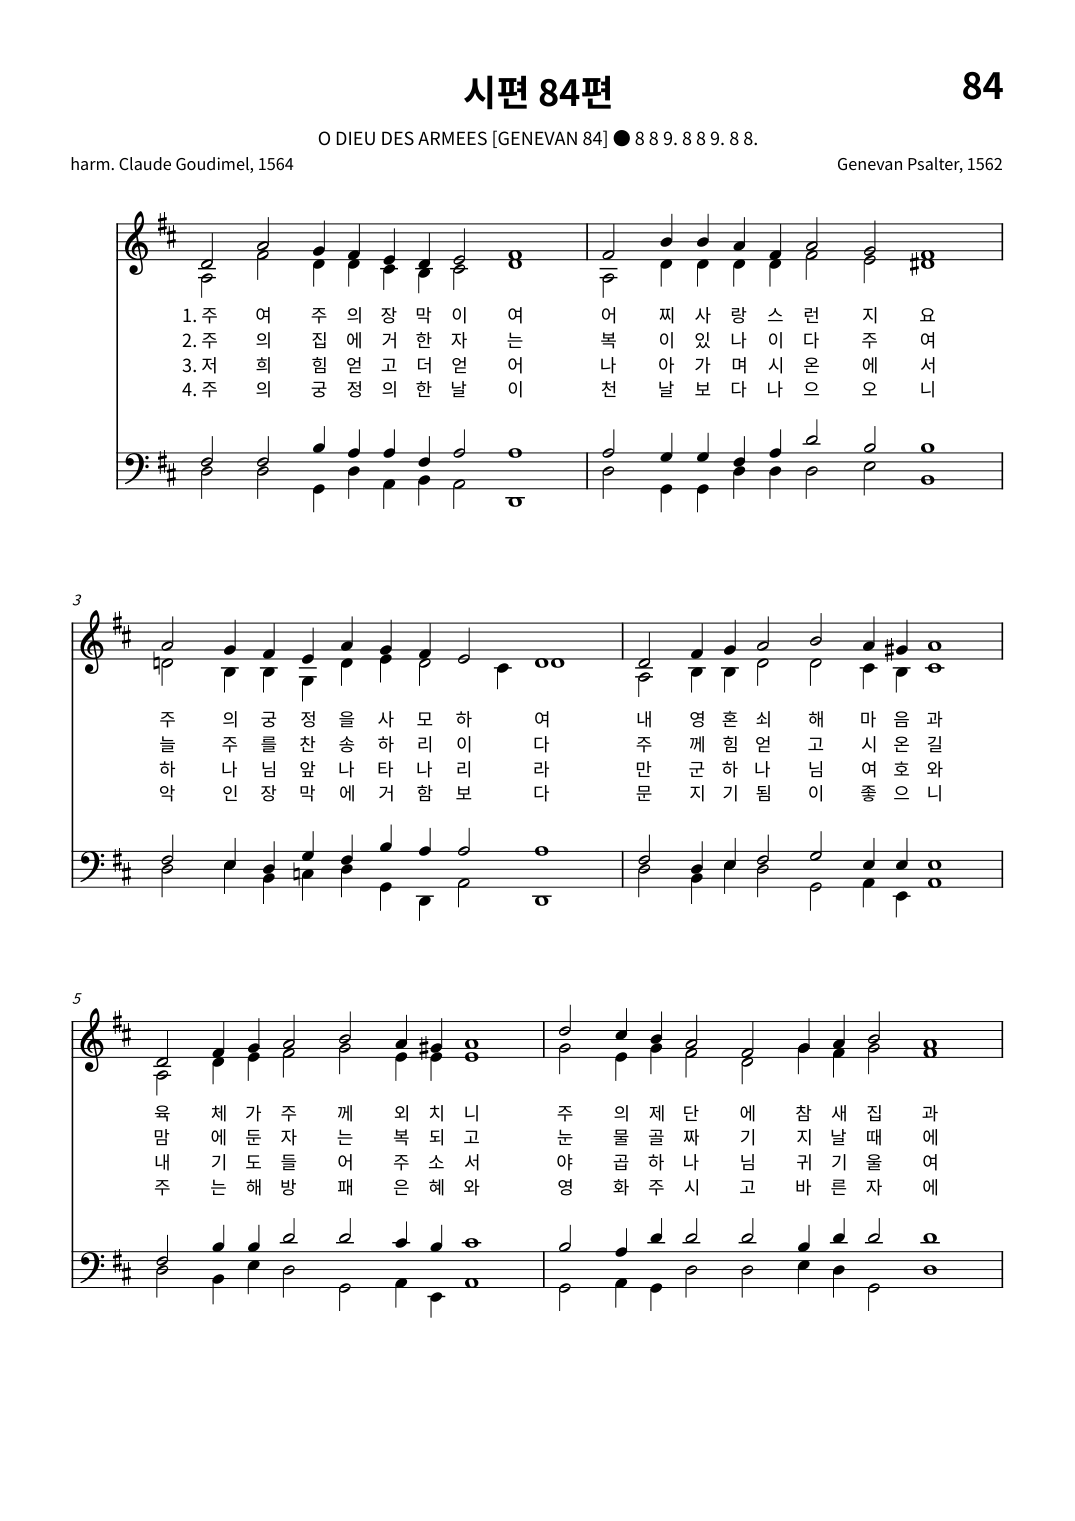 시편 84편
84
O DIEU DES ARMEES [GENEVAN 84] ● 8 8 9. 8 8 9. 8 8.
harm. Claude Goudimel, 1564
Genevan Psalter, 1562
1. 주 여 주 의 장 막 이 여 어 찌 사 랑 스 런 지 요
2. 주 의 집 에 거 한 자 는 복 이 있 나 이 다 주 여
3. 저 희 힘 얻 고 더 얻 어 나 아 가 며 시 온 에 서
4. 주 의 궁 정 의 한 날 이 천 날 보 다 나 으 오 니
3
주 의 궁 정 을 사 모 하 여 내 영 혼 쇠 해 마 음 과
늘 주 를 찬 송 하 리 이 다 주 께 힘 얻 고 시 온 길
하 나 님 앞 나 타 나 리 라 만 군 하 나 님 여 호 와
악 인 장 막 에 거 함 보 다 문 지 기 됨 이 좋 으 니
5
육 체 가 주 께 외 치 니 주 의 제 단 에 참 새 집 과
맘 에 둔 자 는 복 되 고 눈 물 골 짜 기 지 날 때 에
내 기 도 들 어 주 소 서 야 곱 하 나 님 귀 기 울 여
주 는 해 방 패 은 혜 와 영 화 주 시 고 바 른 자 에